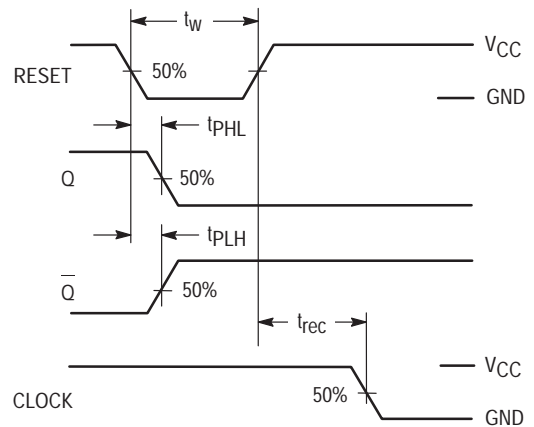 tw
VCC
RESET
50%
GND
tPHL
Q
50%
tPLH
Q̅
50%
trec
VCC
50%
CLOCK
GND